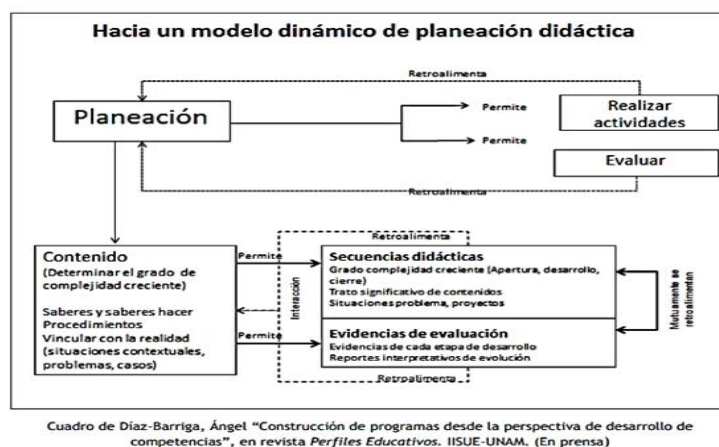 Hacia un modelo dinámico de planeación didáctica
Retroalimenta
Planeación
Permite
Realizar
actividades
Permite
Evaluar
Retroalimenta
Contenido
(Determinar el grado de
complejidad creciente)
Saberes y saberes hacer
Procedimientos
Vincular con la realidad
(situaciones contextuales,
problemas, casos)
Permite
Permite
Interacción
Retroalimenta
Secuencias didácticas
Grado complejidad creciente (Apertura, desarrollo,
cierre)
Trato significativo de contenidos
Situaciones problema, proyectos
Evidencias de evaluación
Evidencias de cada etapa de desarrollo
Reportes interpretativos de evolución
Retroalimenta
Mutuamente se
retroalimentan
Cuadro de Díaz-Barriga, Ángel “Construcción de programas desde la perspectiva de desarrollo de
competencias”, en revista Perfiles Educativos. IISUE-UNAM. (En prensa)